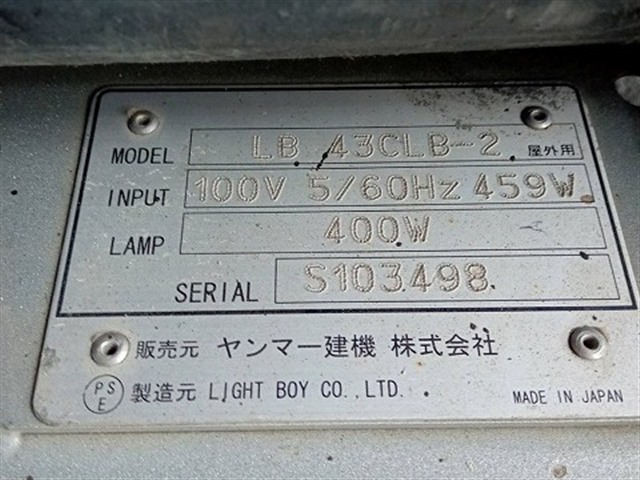 MODEL LB 43CLB-2 屋外用
INPUT 100V 5/60Hz 459W
LAMP 400W
SERIAL S103498
販売元 ヤンマー建機 株式会社
PSE 製造元 LIGHT BOY CO.,LTD.
MADE IN JAPAN